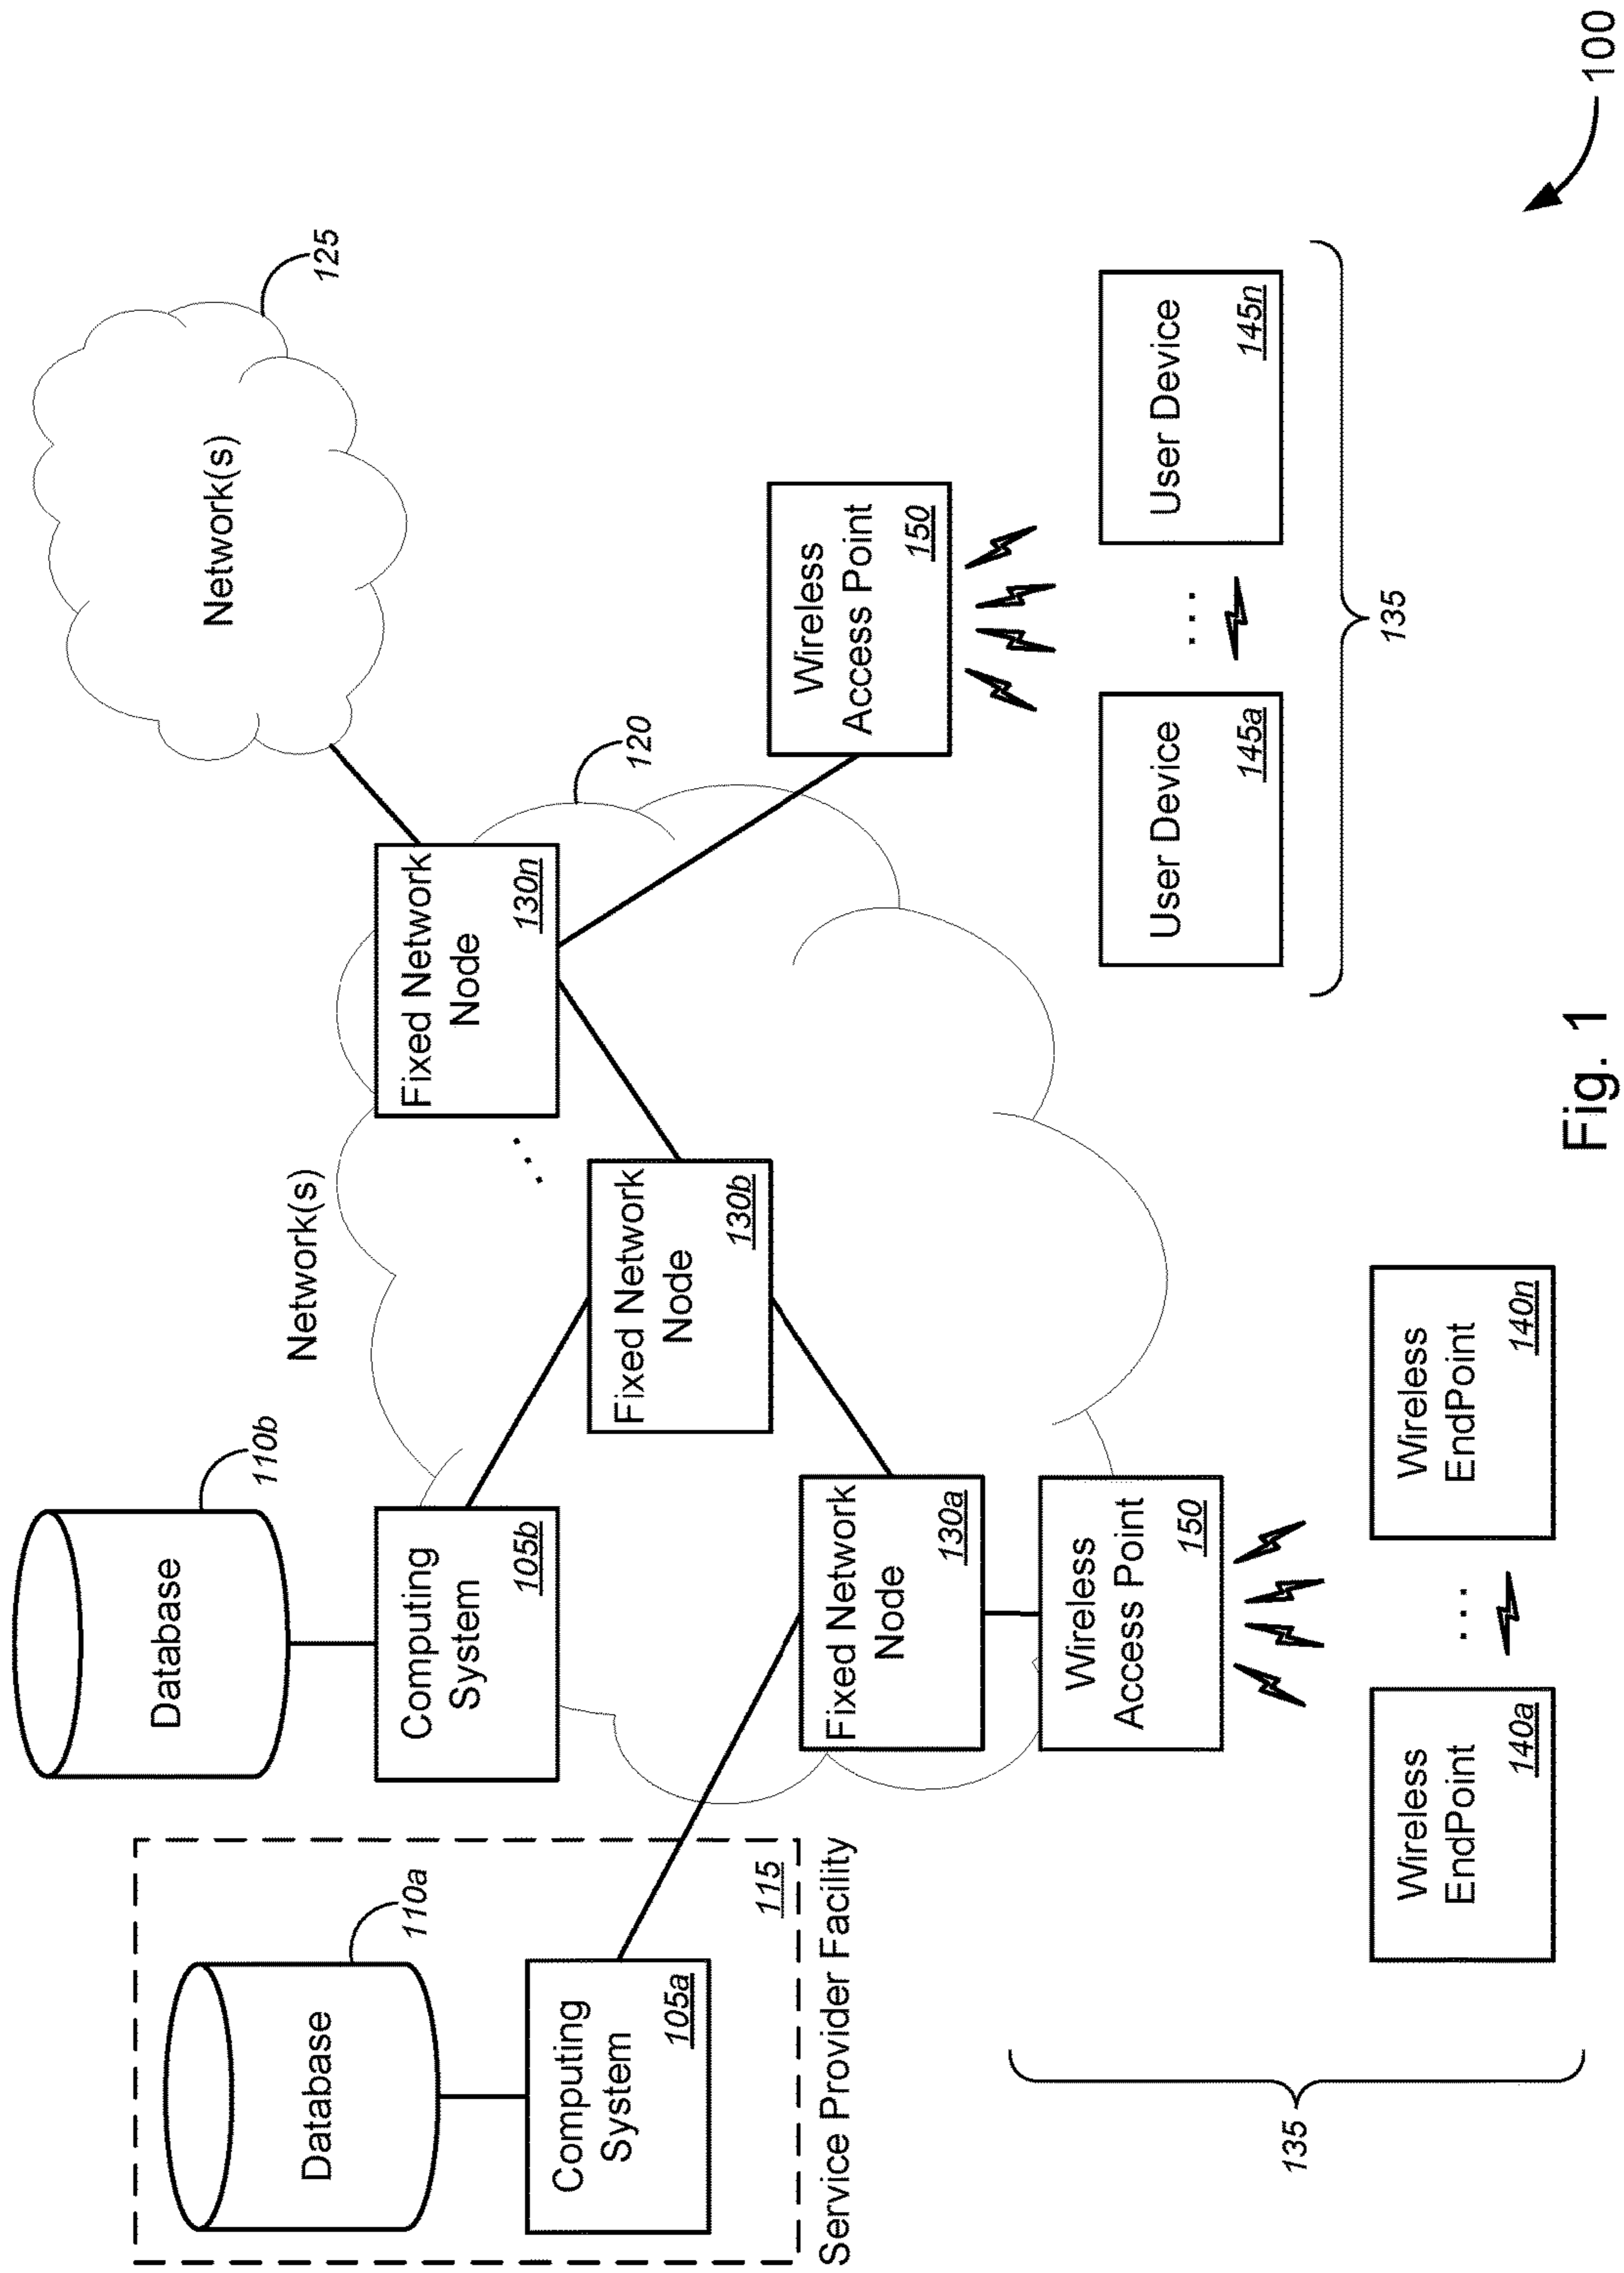 Database
110a
Computing
System
105a
115
Service Provider Facility
Database
110b
Computing
System
105b
Network(s)
120
Network(s)
125
Fixed Network
Node
130a
Fixed Network
Node
130b
...
Fixed Network
Node
130n
Wireless
Access Point
150
Wireless
EndPoint
140a
...
Wireless
EndPoint
140n
135
Wireless
Access Point
150
User Device
145a
...
User Device
145n
135
100
Fig. 1